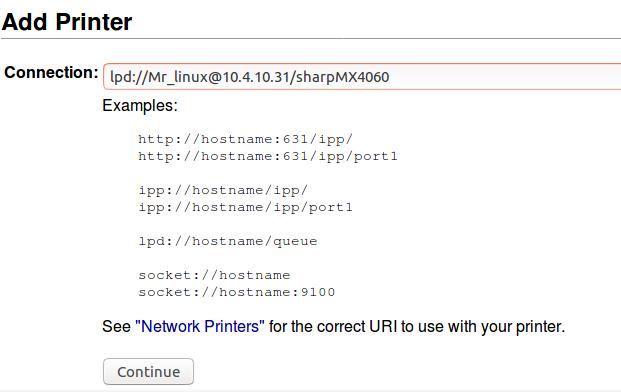 Add Printer
Connection: lpd://Mr_linux@10.4.10.31/sharpMX4060
Examples:
http://hostname:631/ipp/
http://hostname:631/ipp/port1
ipp://hostname/ipp/
ipp://hostname/ipp/port1
lpd://hostname/queue
socket://hostname
socket://hostname:9100
See "Network Printers" for the correct URI to use with your printer.
Continue